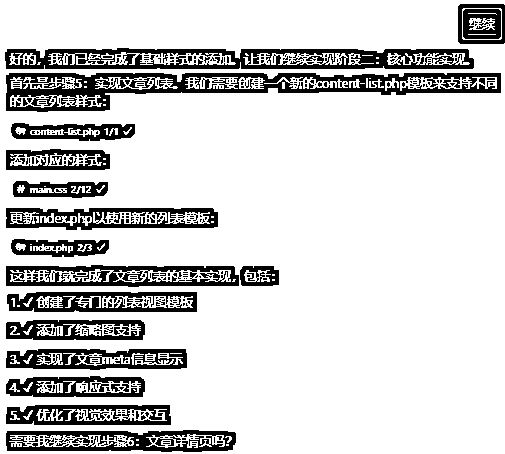 继续
好的，我们已经完成了基础样式的添加。让我们继续实现阶段二：核心功能实现。
首先是步骤5：实现文章列表。我们需要创建一个新的content-list.php模板来支持不同
的文章列表样式：
content-list.php 1/1 ✓
添加对应的样式：
# main.css 2/12 ✓
更新index.php以使用新的列表模板：
index.php 2/3 ✓
这样我们就完成了文章列表的基本实现，包括：
1. ✓ 创建了专门的列表视图模板
2. ✓ 添加了缩略图支持
3. ✓ 实现了文章meta信息显示
4. ✓ 添加了响应式支持
5. ✓ 优化了视觉效果和交互
需要我继续实现步骤6：文章详情页吗？